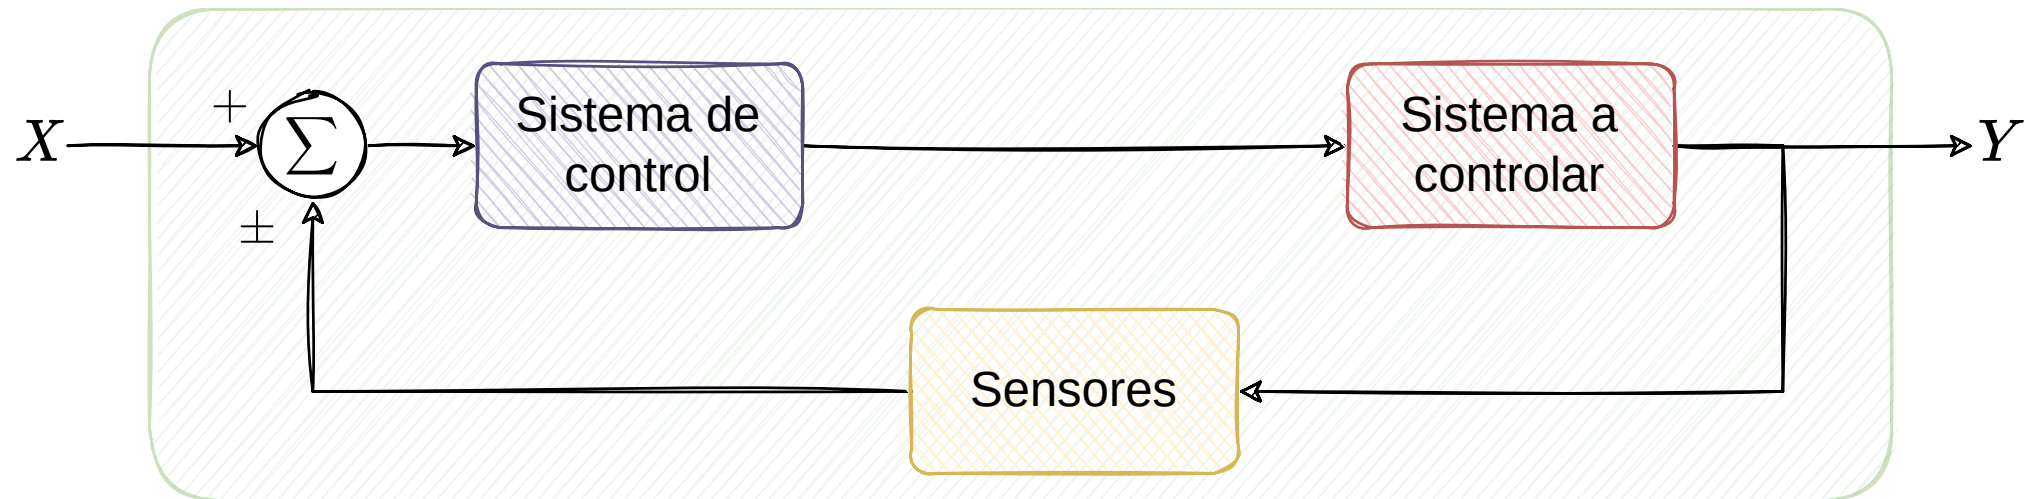 X
+
∑
±
Sistema de
control
Sistema a
controlar
Y
Sensores